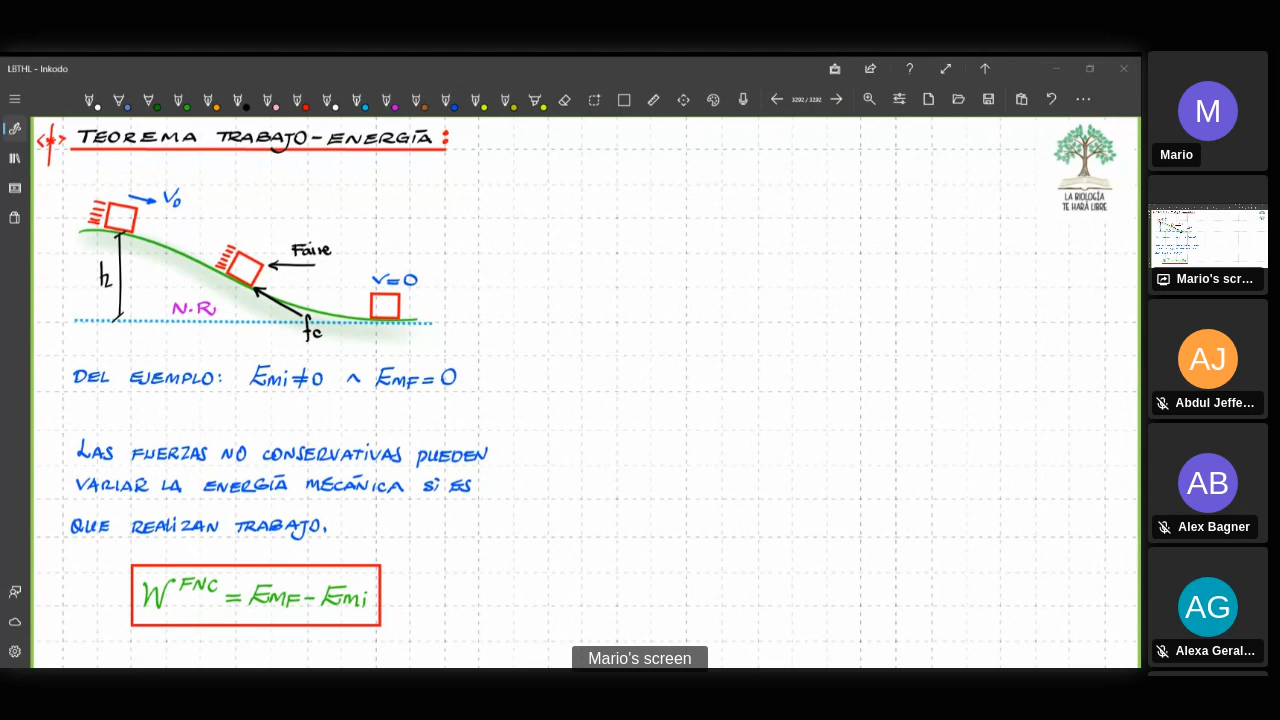 LBTHL - Inkodo
3292 / 3292
TEOREMA TRABAJO-ENERGÍA:
V₀
Faire
h
V=0
N.R
fc
DEL EJEMPLO: Emi≠0 ^ EmF=0
LAS FUERZAS NO CONSERVATIVAS PUEDEN
VARIAR LA ENERGÍA MECÁNICA SI ES
QUE REALIZAN TRABAJO.
W^FNC = EmF - Emi
LA BIOLOGÍA
TE HARÁ LIBRE
Mario's screen
M
Mario
Mario's scr...
AJ
Abdul Jeffe...
AB
Alex Bagner
AG
Alexa Geral...